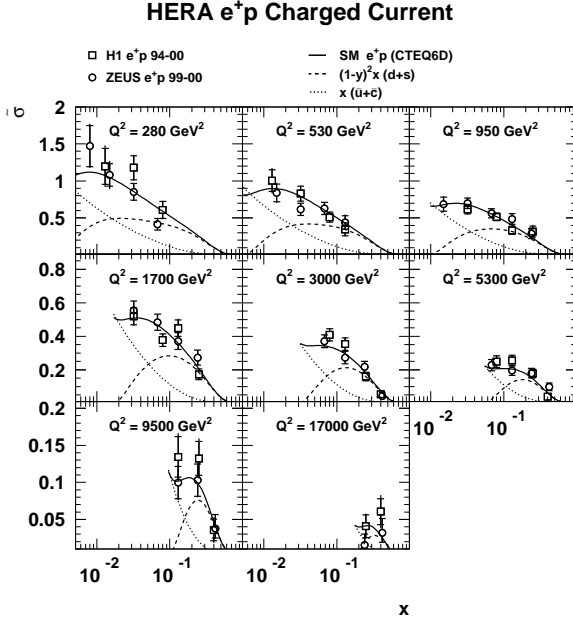 HERA e⁺p Charged Current
H1 e⁺p 94-00
ZEUS e⁺p 99-00
SM e⁺p (CTEQ6D)
(1-y)²x (d+s)
x (ū+c̄)
σ̃
Q² = 280 GeV²
Q² = 530 GeV²
Q² = 950 GeV²
2
1.5
1
0.5
Q² = 1700 GeV²
Q² = 3000 GeV²
Q² = 5300 GeV²
0.8
0.6
0.4
0.2
Q² = 9500 GeV²
Q² = 17000 GeV²
10⁻² 10⁻¹
0.2
0.15
0.1
0.05
10⁻² 10⁻¹ 10⁻² 10⁻¹
x